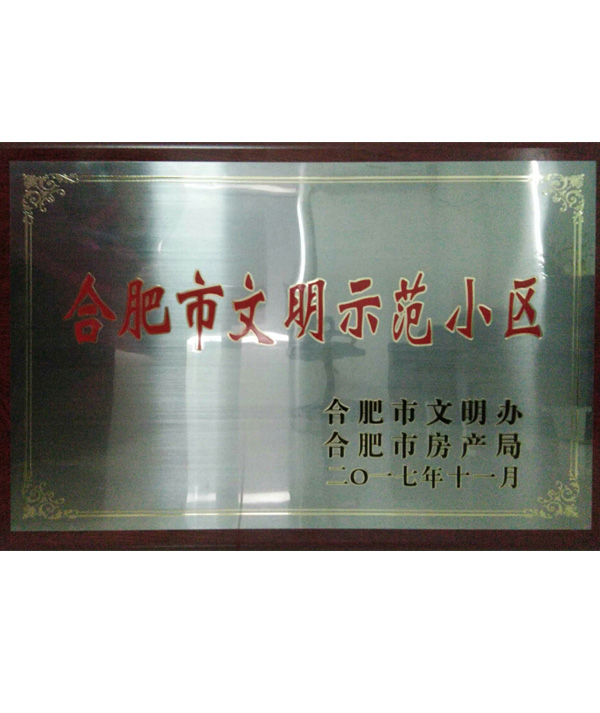 合肥市文明示范小区
合肥市文明办
合肥市房产局
二〇一七年十一月